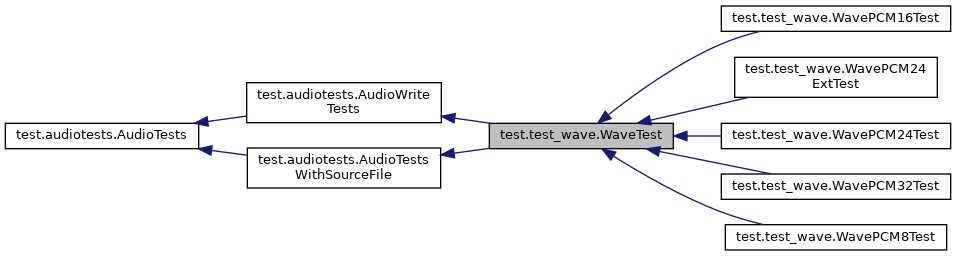 test.test_wave.WavePCM16Test
test.test_wave.WavePCM24
ExtTest
test.audiotests.AudioWrite
Tests
test.audiotests.AudioTests
test.test_wave.WaveTest
test.test_wave.WavePCM24Test
test.audiotests.AudioTests
WithSourceFile
test.test_wave.WavePCM32Test
test.test_wave.WavePCM8Test